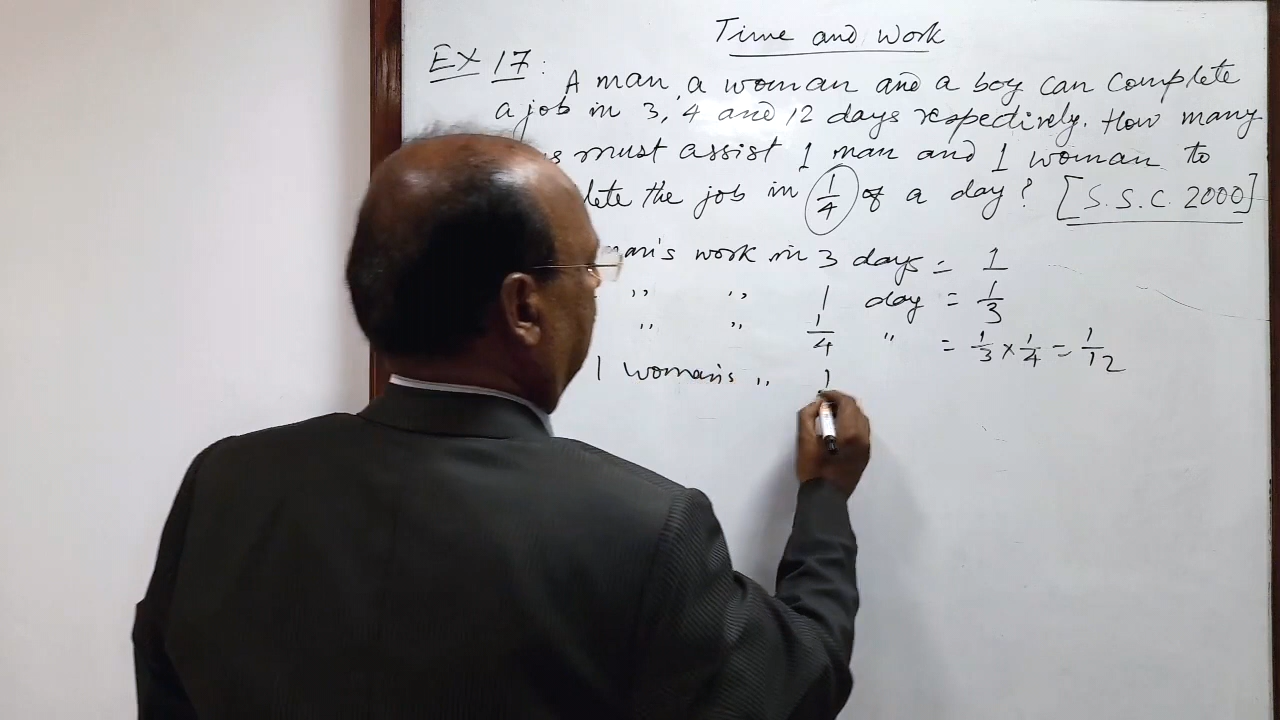 Time and Work
EX 17: A man, a woman and a boy can complete
a job in 3, 4 and 12 days respectively. How many
must assist 1 man and 1 woman to
the job in 1/4 of a day? [S.S.C. 2000]
work in 3 days = 1
" " 1 day = 1/3
" " 1/4 " = 1/3 × 1/4 = 1/12
1 woman's " 1